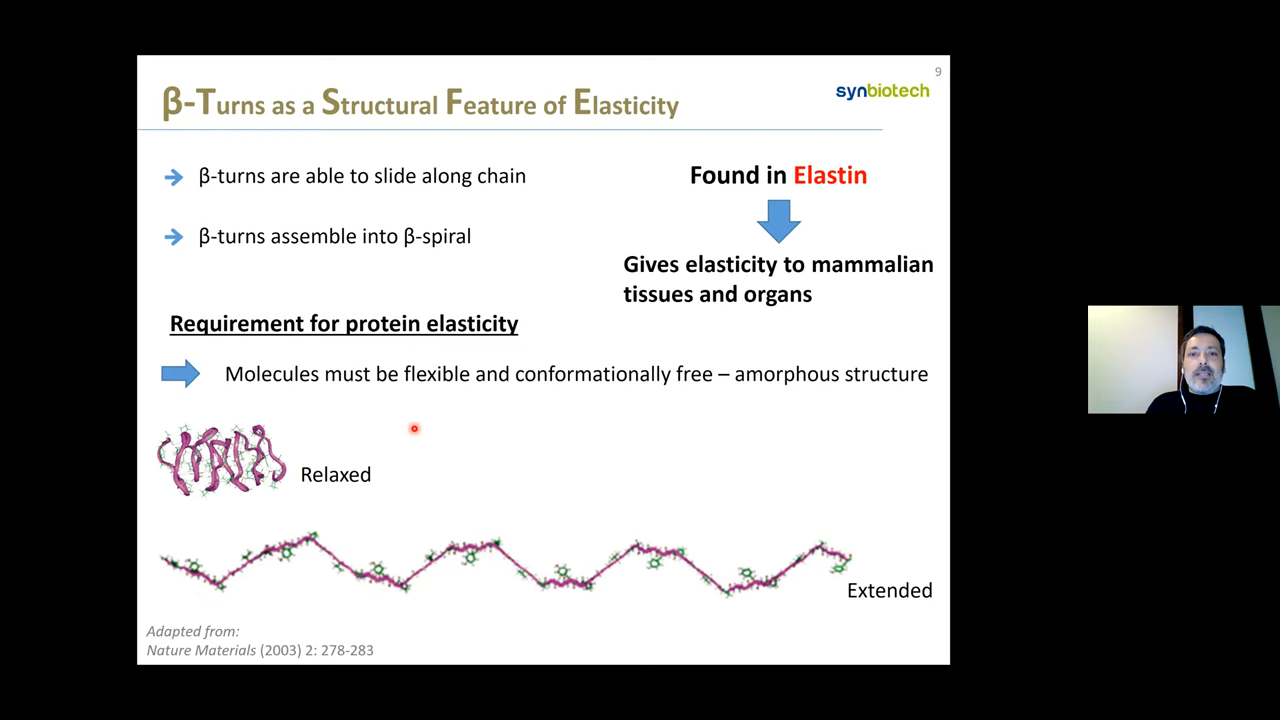 9
synbiotech
β-Turns as a Structural Feature of Elasticity
β-turns are able to slide along chain
β-turns assemble into β-spiral
Found in Elastin
Gives elasticity to mammalian
tissues and organs
Requirement for protein elasticity
Molecules must be flexible and conformationally free – amorphous structure
Relaxed
Extended
Adapted from:
Nature Materials (2003) 2: 278-283